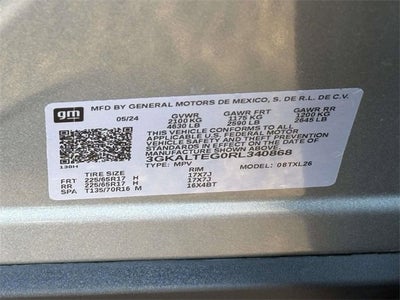 gm
MFD BY GENERAL MOTORS DE MEXICO, S. DE R.L. DE C.V.
05/24 GVWR GAWR FRT GAWR RR
2100 KG 1175 KG 1200 KG
4630 LB 2590 LB 2645 LB
THIS VEHICLE CONFORMS TO ALL
APPLICABLE U.S. FEDERAL MOTOR
VEHICLE SAFETY AND THEFT PREVENTION
STANDARDS IN EFFECT ON THE DATE OF
MANUFACTURE SHOWN ABOVE.
3GKALTEG0RL340868
TYPE: MPV MODEL: 08TXL26
TIRE SIZE RIM
FRT 225/65R17 H 17X7J
RR 225/65R17 H 17X7J
SPA T135/70R16 M 16X4BT